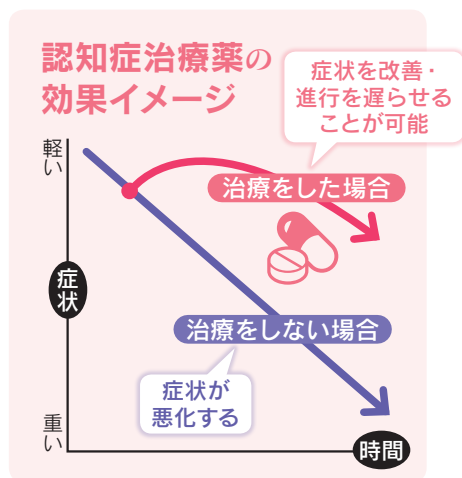 認知症治療薬の
効果イメージ
症状を改善・
進行を遅らせる
ことが可能
軽い
治療をした場合
症状
治療をしない場合
症状が
悪化する
重い
時間